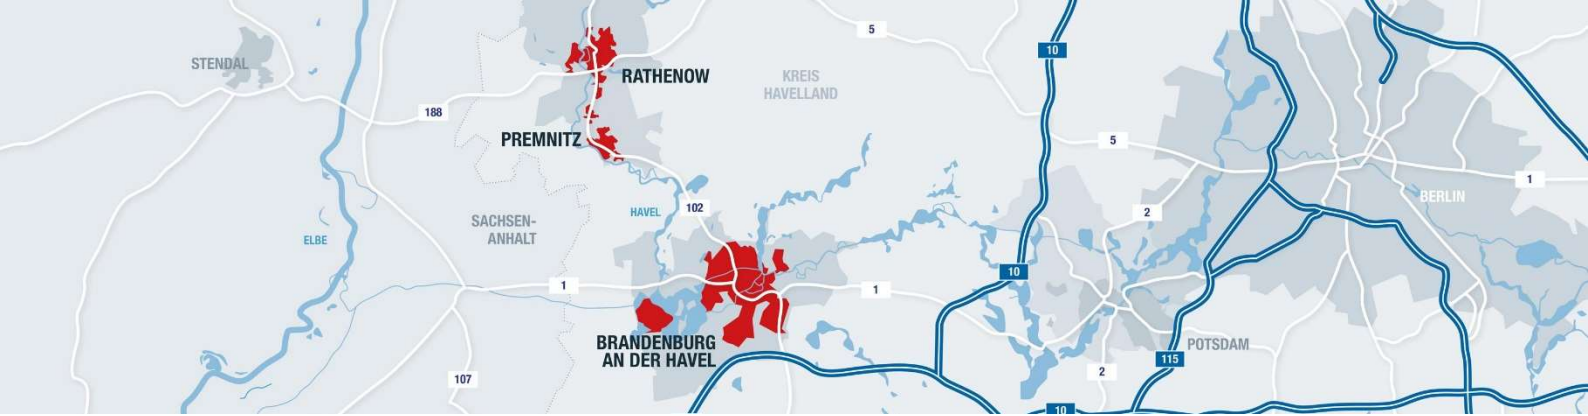 5
10
STENDAL
RATHENOW
KREIS
HAVELLAND
188
PREMNITZ
5
1
BERLIN
102
2
HAVEL
SACHSEN-
ANHALT
ELBE
10
1
1
BRANDENBURG
AN DER HAVEL
POTSDAM
115
2
107
10